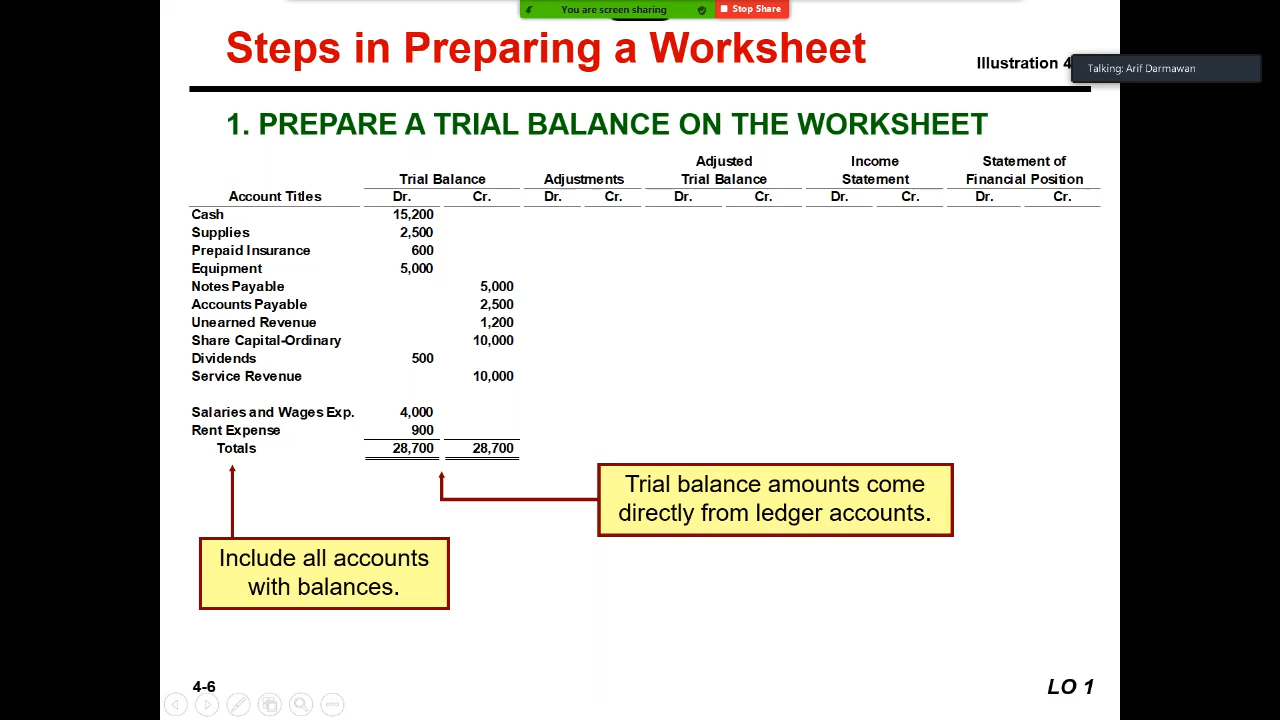 You are screen sharing
Stop Share
Steps in Preparing a Worksheet
Illustration 4
Talking: Arif Darmawan
1. PREPARE A TRIAL BALANCE ON THE WORKSHEET
Adjusted Income Statement of
Trial Balance Adjustments Trial Balance Statement Financial Position
Account Titles Dr. Cr. Dr. Cr. Dr. Cr. Dr. Cr. Dr. Cr.
Cash 15,200
Supplies 2,500
Prepaid Insurance 600
Equipment 5,000
Notes Payable 5,000
Accounts Payable 2,500
Unearned Revenue 1,200
Share Capital-Ordinary 10,000
Dividends 500
Service Revenue 10,000
Salaries and Wages Exp. 4,000
Rent Expense 900
Totals 28,700 28,700
Trial balance amounts come
directly from ledger accounts.
Include all accounts
with balances.
4-6
LO 1